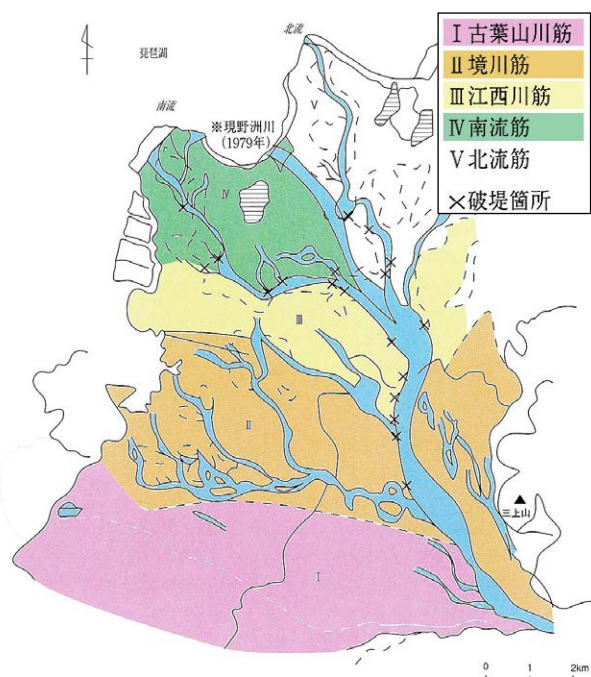 北流
琵琶湖
南流
※現野洲川
(1979年)
Ⅰ古葉山川筋
Ⅱ境川筋
Ⅲ江西川筋
Ⅳ南流筋
Ⅴ北流筋
×破堤箇所
Ⅴ
Ⅳ
Ⅲ
Ⅱ
Ⅰ
三上山
0 1 2km